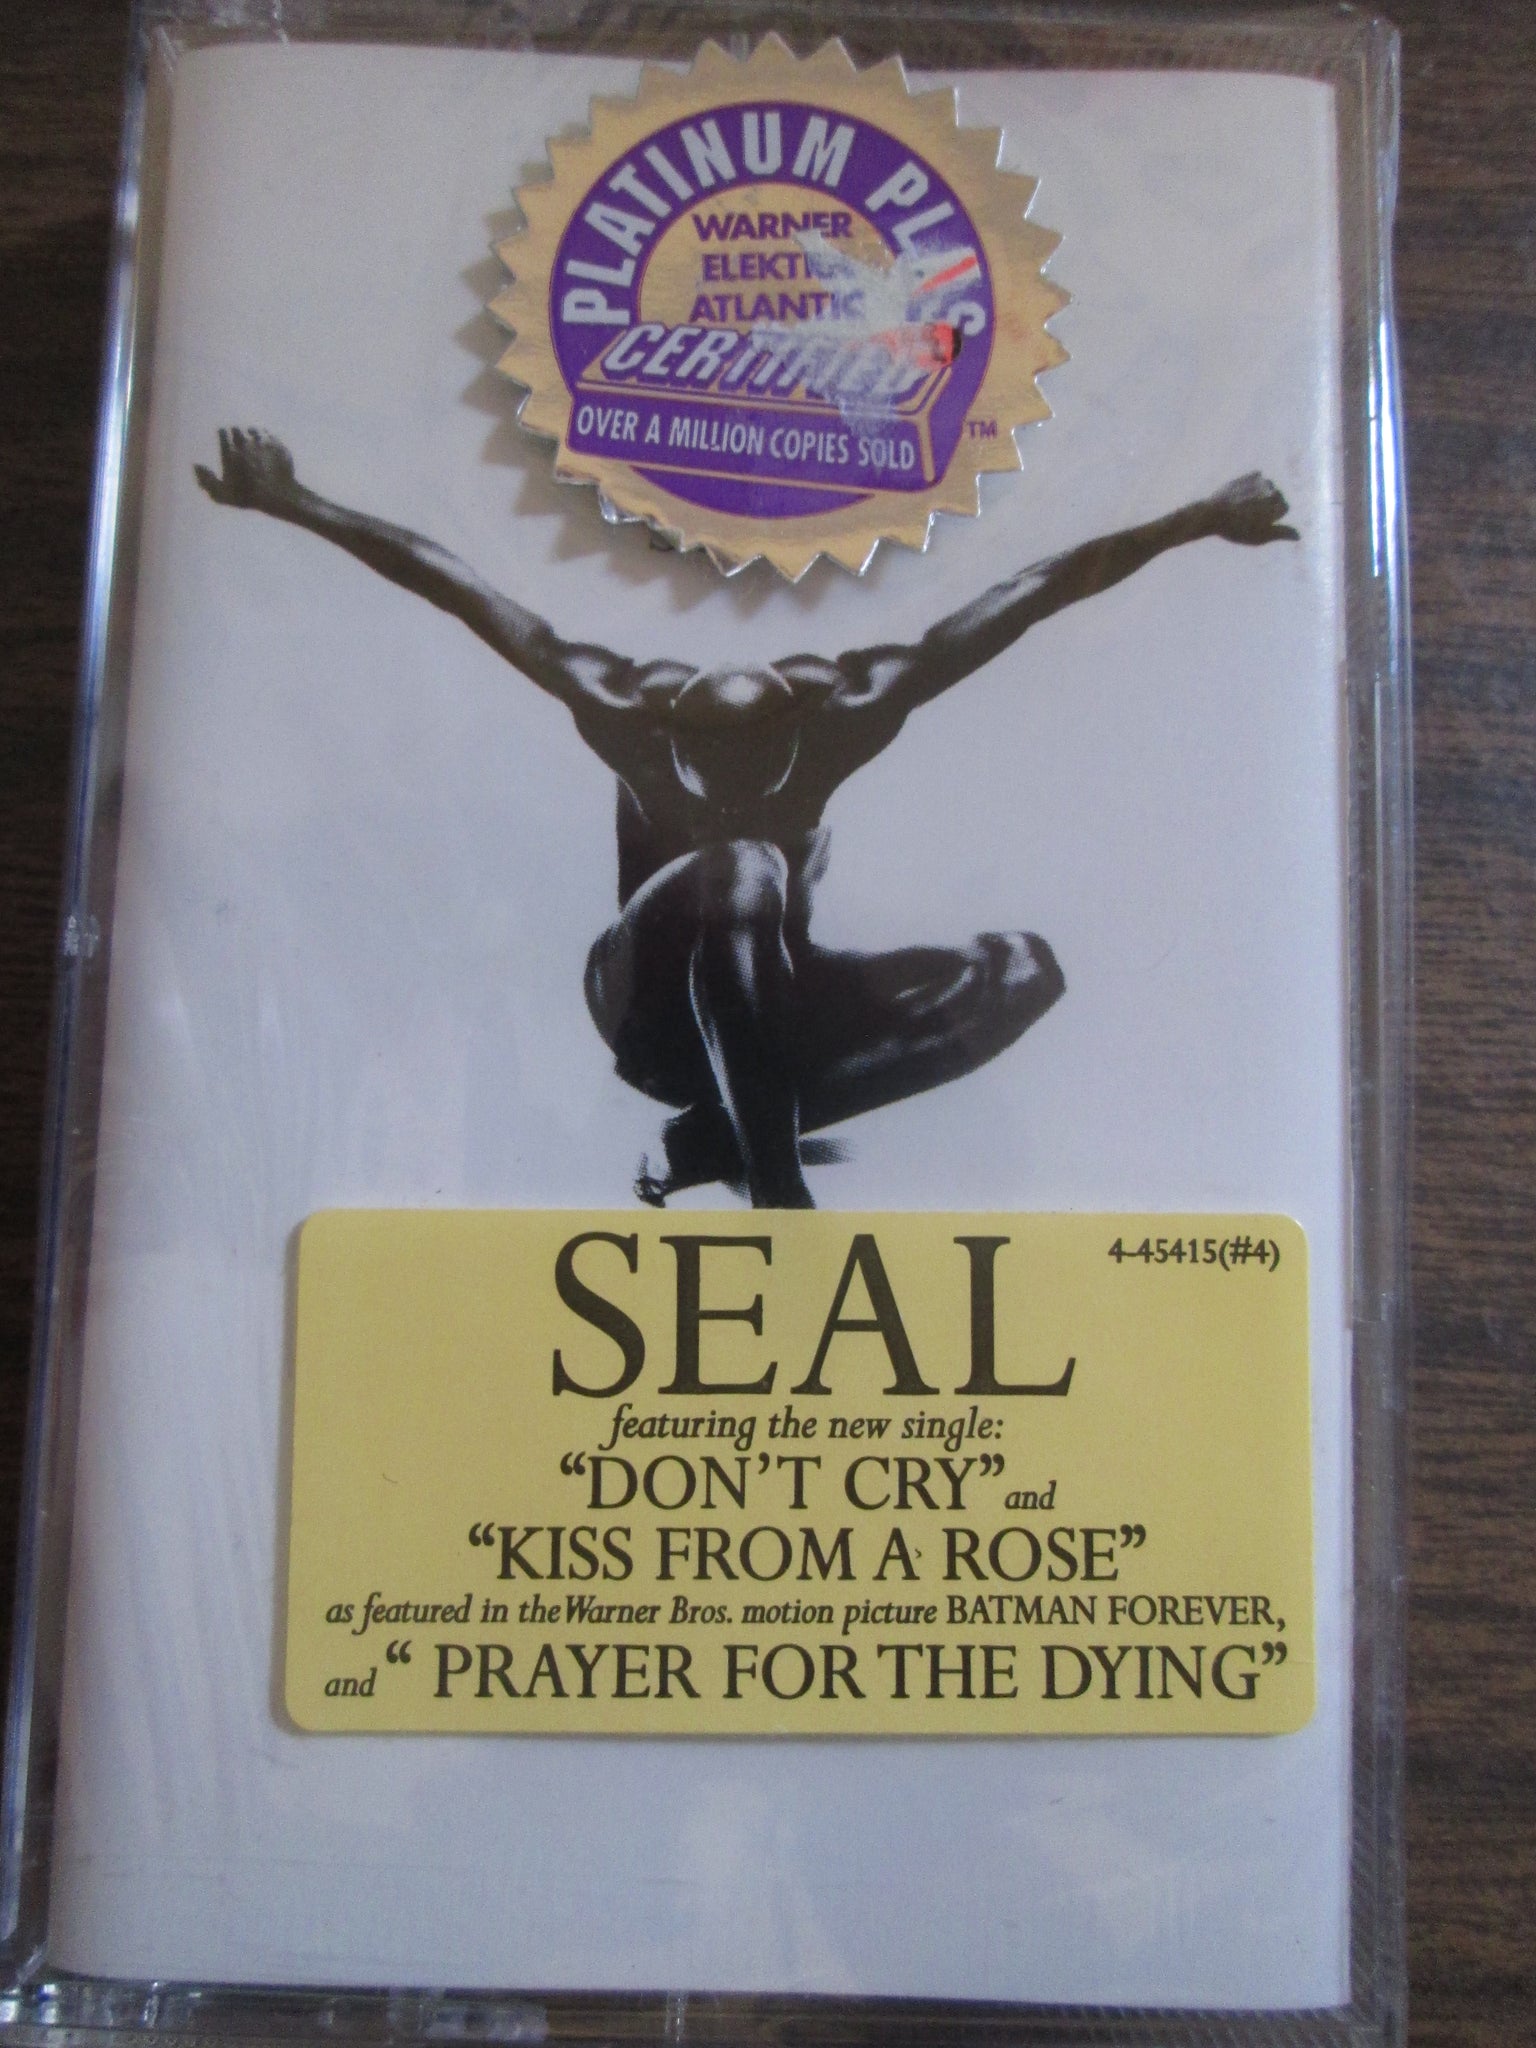 PLATINUM PLUS
WARNER
ELEKTRA
ATLANTIC
CERTIFIED
OVER A MILLION COPIES SOLD
TM
SEAL
4-45415(#4)
featuring the new single:
“DON’T CRY” and
“KISS FROM A ROSE”
as featured in the Warner Bros. motion picture BATMAN FOREVER,
and “ PRAYER FOR THE DYING”